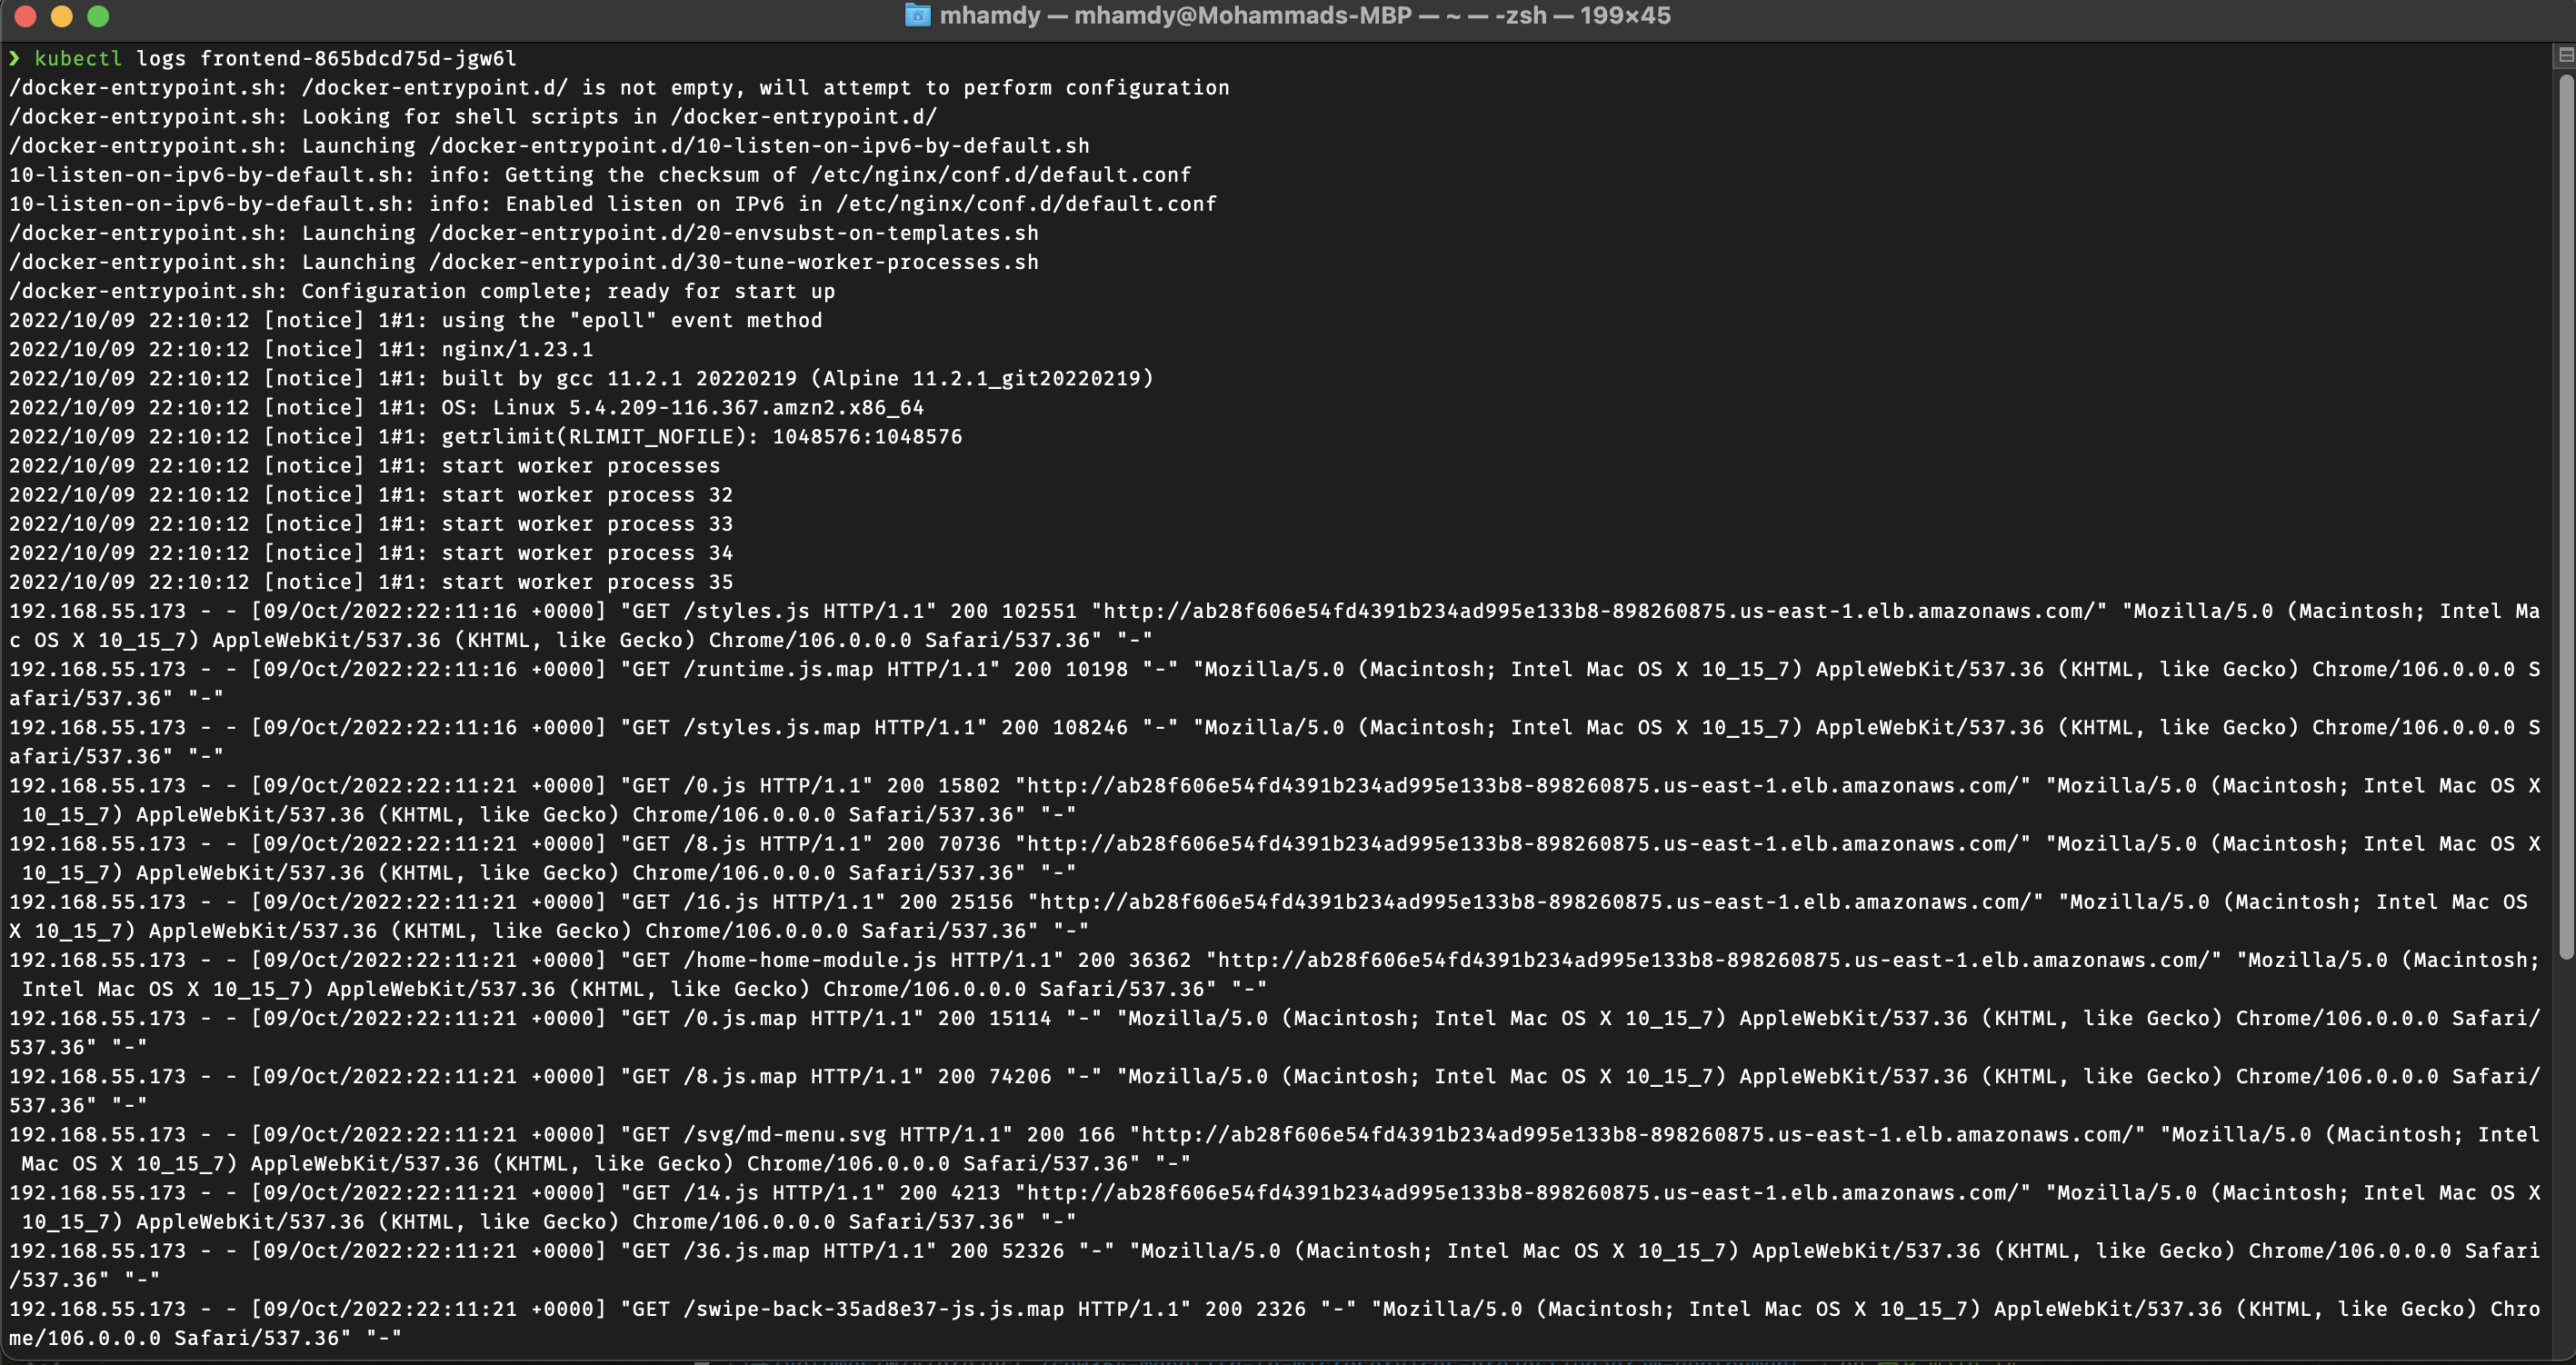 mhamdy — mhamdy@Mohammads-MBP — ~ — -zsh — 199×45
❯ kubectl logs frontend-865bdcd75d-jgw6l
/docker-entrypoint.sh: /docker-entrypoint.d/ is not empty, will attempt to perform configuration
/docker-entrypoint.sh: Looking for shell scripts in /docker-entrypoint.d/
/docker-entrypoint.sh: Launching /docker-entrypoint.d/10-listen-on-ipv6-by-default.sh
10-listen-on-ipv6-by-default.sh: info: Getting the checksum of /etc/nginx/conf.d/default.conf
10-listen-on-ipv6-by-default.sh: info: Enabled listen on IPv6 in /etc/nginx/conf.d/default.conf
/docker-entrypoint.sh: Launching /docker-entrypoint.d/20-envsubst-on-templates.sh
/docker-entrypoint.sh: Launching /docker-entrypoint.d/30-tune-worker-processes.sh
/docker-entrypoint.sh: Configuration complete; ready for start up
2022/10/09 22:10:12 [notice] 1#1: using the "epoll" event method
2022/10/09 22:10:12 [notice] 1#1: nginx/1.23.1
2022/10/09 22:10:12 [notice] 1#1: built by gcc 11.2.1 20220219 (Alpine 11.2.1_git20220219)
2022/10/09 22:10:12 [notice] 1#1: OS: Linux 5.4.209-116.367.amzn2.x86_64
2022/10/09 22:10:12 [notice] 1#1: getrlimit(RLIMIT_NOFILE): 1048576:1048576
2022/10/09 22:10:12 [notice] 1#1: start worker processes
2022/10/09 22:10:12 [notice] 1#1: start worker process 32
2022/10/09 22:10:12 [notice] 1#1: start worker process 33
2022/10/09 22:10:12 [notice] 1#1: start worker process 34
2022/10/09 22:10:12 [notice] 1#1: start worker process 35
192.168.55.173 - - [09/Oct/2022:22:11:16 +0000] "GET /styles.js HTTP/1.1" 200 102551 "http://ab28f606e54fd4391b234ad995e133b8-898260875.us-east-1.elb.amazonaws.com/" "Mozilla/5.0 (Macintosh; Intel Ma
c OS X 10_15_7) AppleWebKit/537.36 (KHTML, like Gecko) Chrome/106.0.0.0 Safari/537.36" "-"
192.168.55.173 - - [09/Oct/2022:22:11:16 +0000] "GET /runtime.js.map HTTP/1.1" 200 10198 "-" "Mozilla/5.0 (Macintosh; Intel Mac OS X 10_15_7) AppleWebKit/537.36 (KHTML, like Gecko) Chrome/106.0.0.0 S
afari/537.36" "-"
192.168.55.173 - - [09/Oct/2022:22:11:16 +0000] "GET /styles.js.map HTTP/1.1" 200 108246 "-" "Mozilla/5.0 (Macintosh; Intel Mac OS X 10_15_7) AppleWebKit/537.36 (KHTML, like Gecko) Chrome/106.0.0.0 S
afari/537.36" "-"
192.168.55.173 - - [09/Oct/2022:22:11:21 +0000] "GET /0.js HTTP/1.1" 200 15802 "http://ab28f606e54fd4391b234ad995e133b8-898260875.us-east-1.elb.amazonaws.com/" "Mozilla/5.0 (Macintosh; Intel Mac OS X
 10_15_7) AppleWebKit/537.36 (KHTML, like Gecko) Chrome/106.0.0.0 Safari/537.36" "-"
192.168.55.173 - - [09/Oct/2022:22:11:21 +0000] "GET /8.js HTTP/1.1" 200 70736 "http://ab28f606e54fd4391b234ad995e133b8-898260875.us-east-1.elb.amazonaws.com/" "Mozilla/5.0 (Macintosh; Intel Mac OS X
 10_15_7) AppleWebKit/537.36 (KHTML, like Gecko) Chrome/106.0.0.0 Safari/537.36" "-"
192.168.55.173 - - [09/Oct/2022:22:11:21 +0000] "GET /16.js HTTP/1.1" 200 25156 "http://ab28f606e54fd4391b234ad995e133b8-898260875.us-east-1.elb.amazonaws.com/" "Mozilla/5.0 (Macintosh; Intel Mac OS
X 10_15_7) AppleWebKit/537.36 (KHTML, like Gecko) Chrome/106.0.0.0 Safari/537.36" "-"
192.168.55.173 - - [09/Oct/2022:22:11:21 +0000] "GET /home-home-module.js HTTP/1.1" 200 36362 "http://ab28f606e54fd4391b234ad995e133b8-898260875.us-east-1.elb.amazonaws.com/" "Mozilla/5.0 (Macintosh;
 Intel Mac OS X 10_15_7) AppleWebKit/537.36 (KHTML, like Gecko) Chrome/106.0.0.0 Safari/537.36" "-"
192.168.55.173 - - [09/Oct/2022:22:11:21 +0000] "GET /0.js.map HTTP/1.1" 200 15114 "-" "Mozilla/5.0 (Macintosh; Intel Mac OS X 10_15_7) AppleWebKit/537.36 (KHTML, like Gecko) Chrome/106.0.0.0 Safari/
537.36" "-"
192.168.55.173 - - [09/Oct/2022:22:11:21 +0000] "GET /8.js.map HTTP/1.1" 200 74206 "-" "Mozilla/5.0 (Macintosh; Intel Mac OS X 10_15_7) AppleWebKit/537.36 (KHTML, like Gecko) Chrome/106.0.0.0 Safari/
537.36" "-"
192.168.55.173 - - [09/Oct/2022:22:11:21 +0000] "GET /svg/md-menu.svg HTTP/1.1" 200 166 "http://ab28f606e54fd4391b234ad995e133b8-898260875.us-east-1.elb.amazonaws.com/" "Mozilla/5.0 (Macintosh; Intel
 Mac OS X 10_15_7) AppleWebKit/537.36 (KHTML, like Gecko) Chrome/106.0.0.0 Safari/537.36" "-"
192.168.55.173 - - [09/Oct/2022:22:11:21 +0000] "GET /14.js HTTP/1.1" 200 4213 "http://ab28f606e54fd4391b234ad995e133b8-898260875.us-east-1.elb.amazonaws.com/" "Mozilla/5.0 (Macintosh; Intel Mac OS X
 10_15_7) AppleWebKit/537.36 (KHTML, like Gecko) Chrome/106.0.0.0 Safari/537.36" "-"
192.168.55.173 - - [09/Oct/2022:22:11:21 +0000] "GET /36.js.map HTTP/1.1" 200 52326 "-" "Mozilla/5.0 (Macintosh; Intel Mac OS X 10_15_7) AppleWebKit/537.36 (KHTML, like Gecko) Chrome/106.0.0.0 Safari
/537.36" "-"
192.168.55.173 - - [09/Oct/2022:22:11:21 +0000] "GET /swipe-back-35ad8e37-js.js.map HTTP/1.1" 200 2326 "-" "Mozilla/5.0 (Macintosh; Intel Mac OS X 10_15_7) AppleWebKit/537.36 (KHTML, like Gecko) Chro
me/106.0.0.0 Safari/537.36" "-"